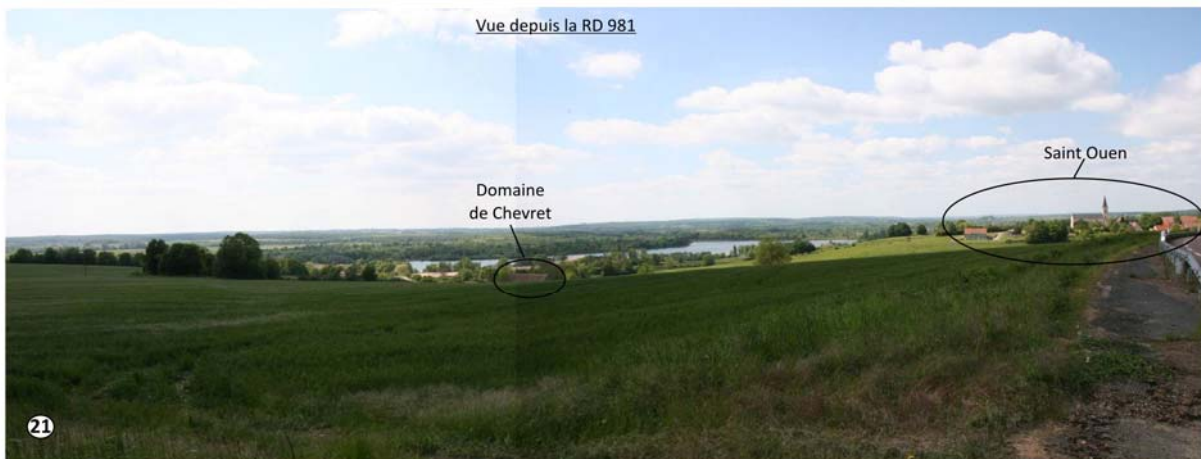 Vue depuis la RD 981
Saint Ouen
Domaine
de Chevret
21